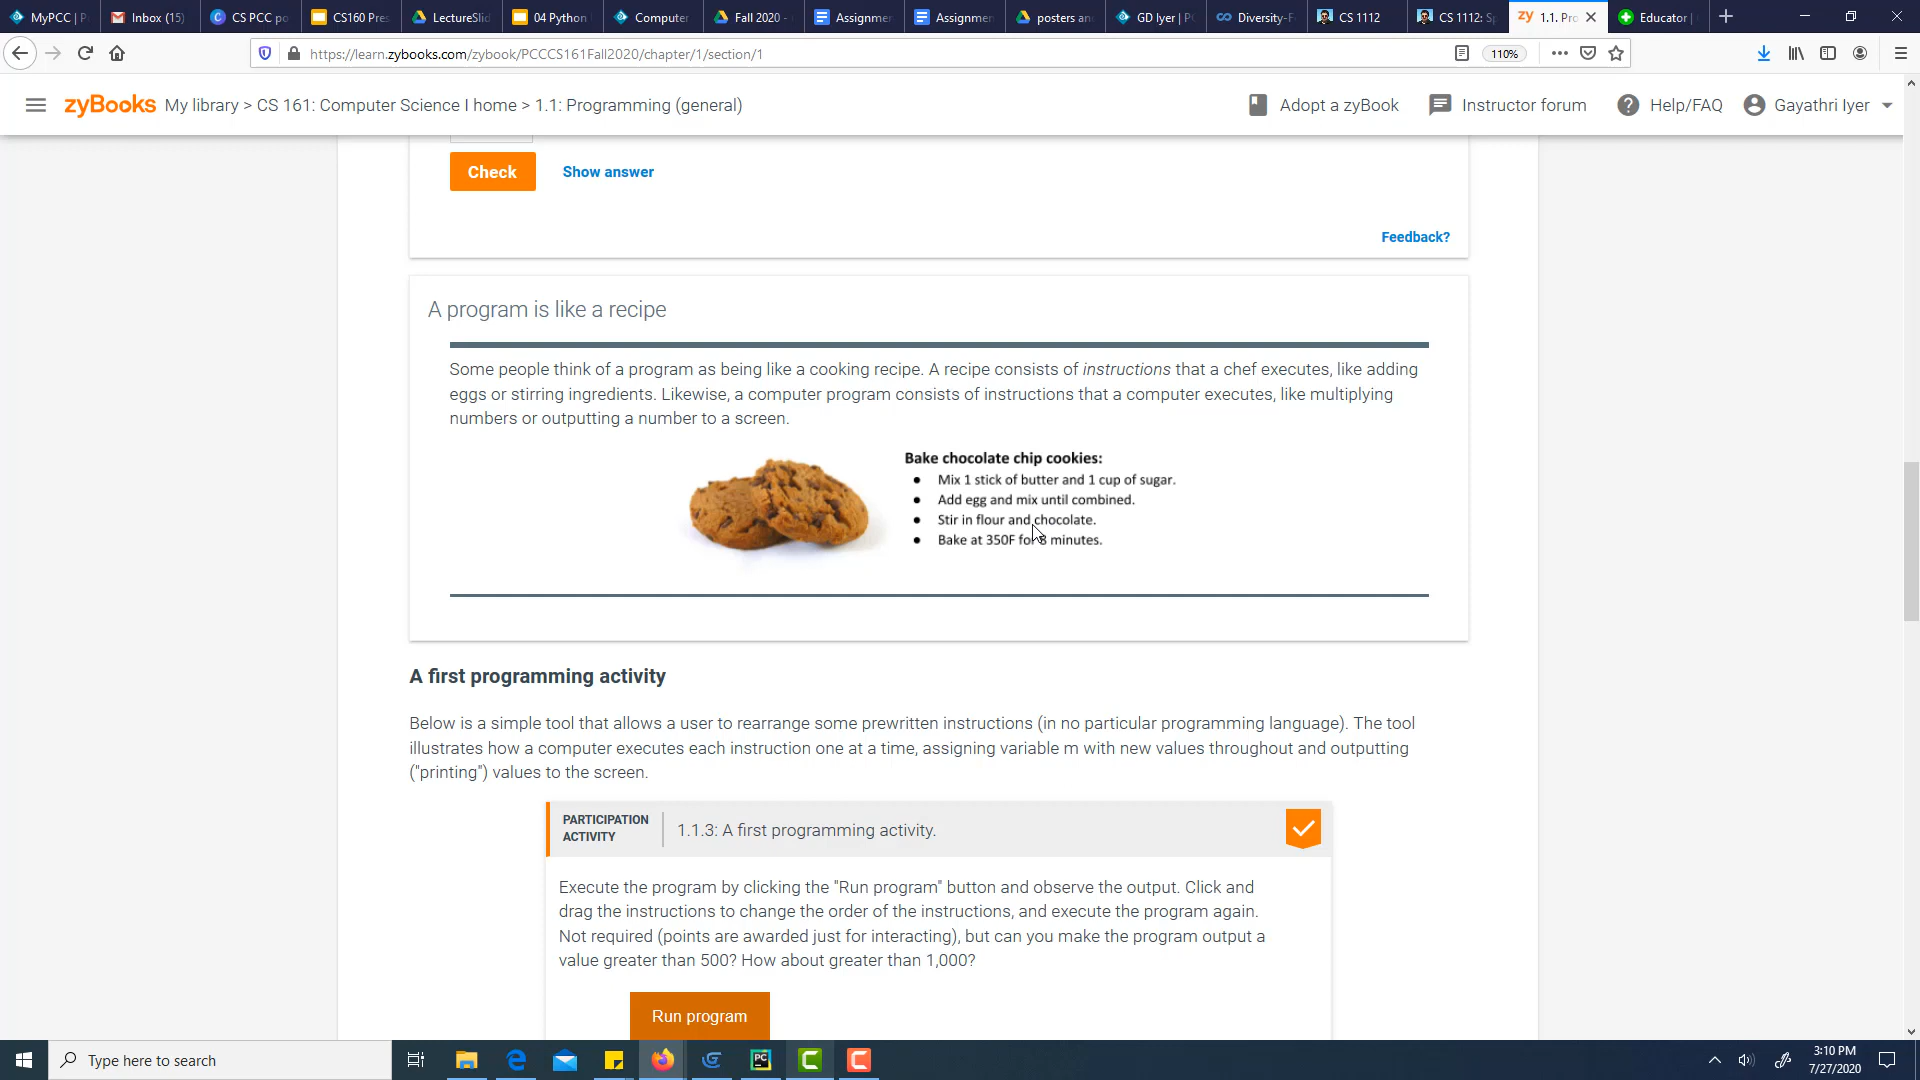 MyPCC | P
Inbox (15)
CS PCC po
CS160 Pres
LectureSlid
04 Python
Computer
Fall 2020 -
Assignmen
Assignmen
posters an
GD Iyer | P
Diversity-F
CS 1112
CS 1112: S
1.1. Pro
Educator |
https://learn.zybooks.com/zybook/PCCCS161Fall2020/chapter/1/section/1
110%
zyBooks My library > CS 161: Computer Science I home > 1.1: Programming (general)
Adopt a zyBook
Instructor forum
Help/FAQ
Gayathri Iyer
Check
Show answer
Feedback?
A program is like a recipe
Some people think of a program as being like a cooking recipe. A recipe consists of instructions that a chef executes, like adding
eggs or stirring ingredients. Likewise, a computer program consists of instructions that a computer executes, like multiplying
numbers or outputting a number to a screen.
Bake chocolate chip cookies:
• Mix 1 stick of butter and 1 cup of sugar.
• Add egg and mix until combined.
• Stir in flour and chocolate.
• Bake at 350F for 8 minutes.
A first programming activity
Below is a simple tool that allows a user to rearrange some prewritten instructions (in no particular programming language). The tool
illustrates how a computer executes each instruction one at a time, assigning variable m with new values throughout and outputting
("printing") values to the screen.
PARTICIPATION
ACTIVITY
1.1.3: A first programming activity.
Execute the program by clicking the "Run program" button and observe the output. Click and
drag the instructions to change the order of the instructions, and execute the program again.
Not required (points are awarded just for interacting), but can you make the program output a
value greater than 500? How about greater than 1,000?
Run program
Type here to search
3:10 PM
7/27/2020